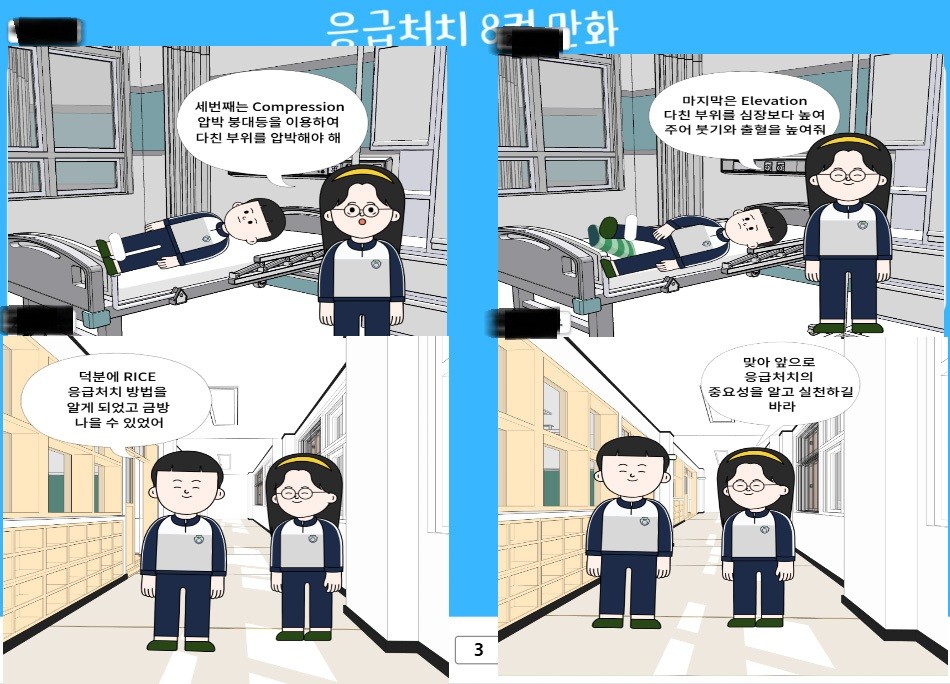 응급처치 8컷 만화
세번째는 Compression
압박 붕대등을 이용하여
다친 부위를 압박해야 해
마지막은 Elevation
다친 부위를 심장보다 높여
주어 붓기와 출혈을 높여줘
덕분에 RICE
응급처치 방법을
알게 되었고 금방
나을 수 있었어
맞아 앞으로
응급처치의
중요성을 알고 실천하길
바라
3